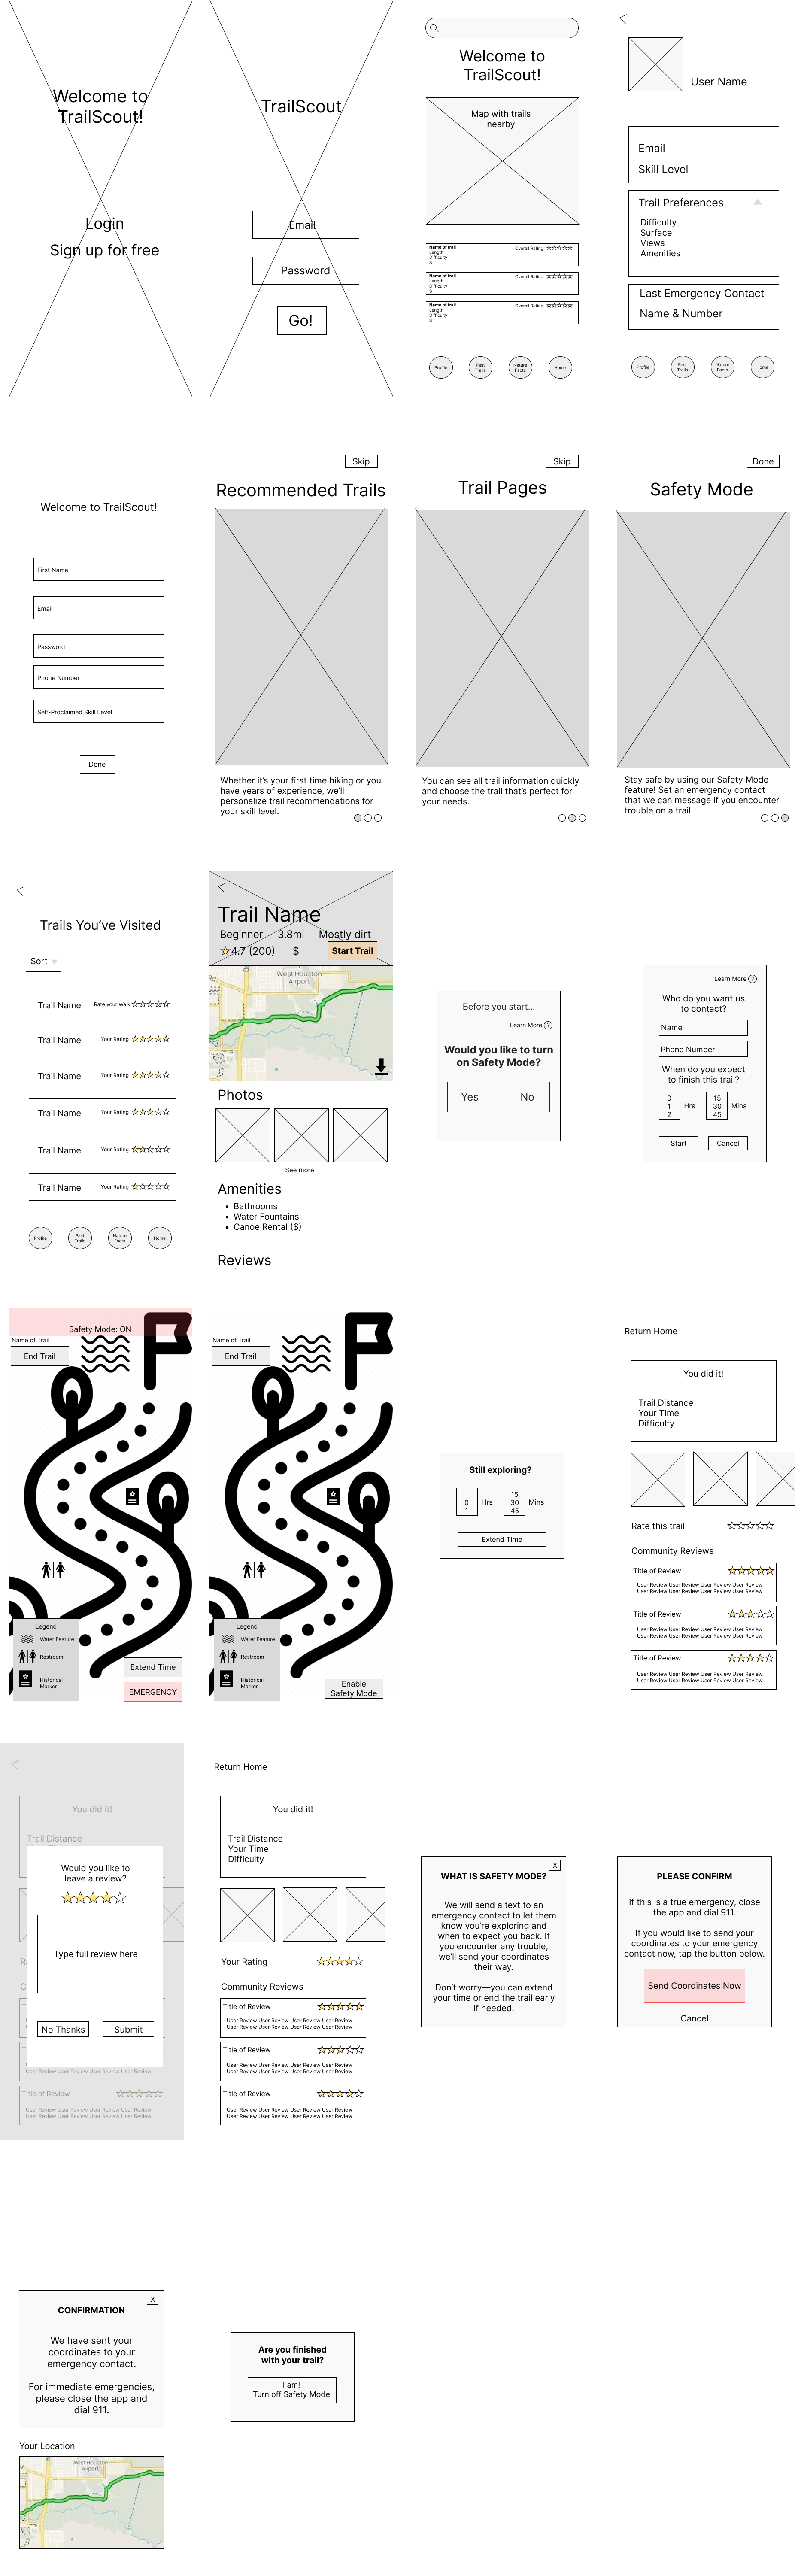 Welcome to
TrailScout!
Login
Sign up for free
TrailScout
Email
Password
Go!
Welcome to
TrailScout!
Map with trails
nearby
Name of trail
Length
Difficulty
$
Overall Rating
Name of trail
Length
Difficulty
$
Overall Rating
Name of trail
Length
Difficulty
$
Overall Rating
Profile
Past
Trails
Nature
Facts
Home
User Name
Email
Skill Level
Trail Preferences
Difficulty
Surface
Views
Amenities
Last Emergency Contact
Name & Number
Profile
Past
Trails
Nature
Facts
Home
Welcome to TrailScout!
First Name
Email
Password
Phone Number
Self-Proclaimed Skill Level
Done
Skip
Recommended Trails
Whether it's your first time hiking or you
have years of experience, we'll
personalize trail recommendations for
your skill level.
Skip
Trail Pages
You can see all trail information quickly
and choose the trail that's perfect for
your needs.
Done
Safety Mode
Stay safe by using our Safety Mode
feature! Set an emergency contact
that we can message if you encounter
trouble on a trail.
Trails You've Visited
Sort
Trail Name Rate your Walk
Trail Name Your Rating
Trail Name Your Rating
Trail Name Your Rating
Trail Name Your Rating
Trail Name Your Rating
Profile
Past
Trails
Nature
Facts
Home
Trail Name
Beginner 3.8mi Mostly dirt
4.7 (200) $ Start Trail
West Houston
Airport
Photos
See more
Amenities
• Bathrooms
• Water Fountains
• Canoe Rental ($)
Reviews
Before you start...
Learn More ?
Would you like to turn
on Safety Mode?
Yes No
Learn More ?
Who do you want us
to contact?
Name
Phone Number
When do you expect
to finish this trail?
0
1
2
Hrs
15
30
45
Mins
Start Cancel
Safety Mode: ON
Name of Trail
End Trail
Legend
Water Feature
Restroom
Historical
Marker
Extend Time
EMERGENCY
Name of Trail
End Trail
Legend
Water Feature
Restroom
Historical
Marker
Enable
Safety Mode
Still exploring?
0
1
Hrs
15
30
45
Mins
Extend Time
Return Home
You did it!
Trail Distance
Your Time
Difficulty
Rate this trail
Community Reviews
Title of Review
User Review User Review User Review User Review
User Review User Review User Review User Review
Title of Review
User Review User Review User Review User Review
User Review User Review User Review User Review
Title of Review
User Review User Review User Review User Review
User Review User Review User Review User Review
You did it!
Trail Distance
Would you like to
leave a review?
Type full review here
No Thanks Submit
User Review User Review User Review User Review
Title of Review
User Review User Review User Review User Review
User Review User Review User Review User Review
Return Home
You did it!
Trail Distance
Your Time
Difficulty
Your Rating
Community Reviews
Title of Review
User Review User Review User Review User Review
User Review User Review User Review User Review
Title of Review
User Review User Review User Review User Review
User Review User Review User Review User Review
Title of Review
User Review User Review User Review User Review
User Review User Review User Review User Review
X
WHAT IS SAFETY MODE?
We will send a text to an
emergency contact to let them
know you're exploring and
when to expect you back. If
you encounter any trouble,
we'll send your coordinates
their way.
Don't worry—you can extend
your time or end the trail early
if needed.
PLEASE CONFIRM
If this is a true emergency, close
the app and dial 911.
If you would like to send your
coordinates to your emergency
contact now, tap the button below.
Send Coordinates Now
Cancel
X
CONFIRMATION
We have sent your
coordinates to your
emergency contact.
For immediate emergencies,
please close the app and
dial 911.
Your Location
West Houston
Airport
Are you finished
with your trail?
I am!
Turn off Safety Mode